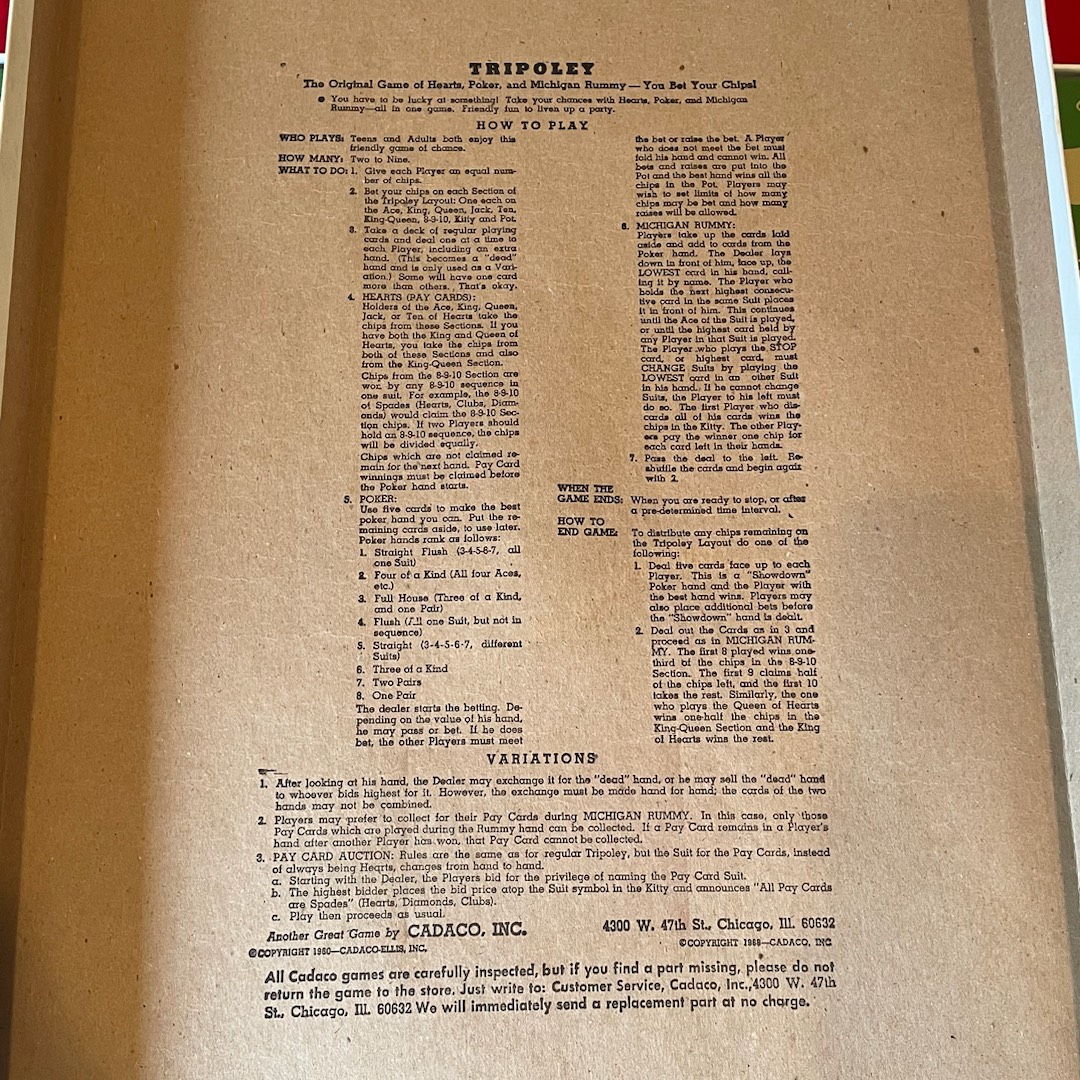 TRIPOLEY
The Original Game of Hearts, Poker, and Michigan Rummy — You Bet Your Chips!
● You have to be lucky at something! Take your chances with Hearts, Poker, and Michigan
Rummy—all in one game. Friendly fun to liven up a party.
HOW TO PLAY
WHO PLAYS: Teens and Adults both enjoy this
friendly game of chance.
HOW MANY: Two to Nine.
WHAT TO DO: 1. Give each Player an equal num-
ber of chips.
2. Bet your chips on each Section of
the Tripoley Layout: One each on
the Ace, King, Queen, Jack, Ten,
King-Queen, 8-9-10, Kitty and Pot.
3. Take a deck of regular playing
cards and deal one at a time to
each Player, including an extra
hand. (This becomes a "dead"
hand and is only used as a Vari-
ation.) Some will have one card
more than others. That's okay.
4. HEARTS (PAY CARDS):
Holders of the Ace, King, Queen,
Jack, or Ten of Hearts take the
chips from these Sections. If you
have both the King and Queen of
Hearts, you take the chips from
both of these Sections and also
from the King-Queen Section.
Chips from the 8-9-10 Section are
won by any 8-9-10 sequence in
one suit. For example, the 8-9-10
of Spades (Hearts, Clubs, Diam-
onds) would claim the 8-9-10 Sec-
tion chips. If two Players should
hold an 8-9-10 sequence, the chips
will be divided equally.
Chips which are not claimed re-
main for the next hand. Pay Card
winnings must be claimed before
the Poker hand starts.
5. POKER:
Use five cards to make the best
poker hand you can. Put the re-
maining cards aside, to use later.
Poker hands rank as follows:
1. Straight Flush (3-4-5-6-7, all
one Suit)
2. Four of a Kind (All four Aces,
etc.)
3. Full House (Three of a Kind,
and one Pair)
4. Flush (All one Suit, but not in
sequence)
5. Straight (3-4-5-6-7, different
Suits)
6. Three of a Kind
7. Two Pairs
8. One Pair
The dealer starts the betting. De-
pending on the value of his hand,
he may pass or bet. If he does
bet, the other Players must meet
the bet or raise the bet. A Player
who does not meet the bet must
fold his hand and cannot win. All
bets and raises are put into the
Pot and the best hand wins all the
chips in the Pot. Players may
wish to set limits of how many
chips may be bet and how many
raises will be allowed.
6. MICHIGAN RUMMY:
Players take up the cards laid
aside and add to cards from the
Poker hand. The Dealer lays
down in front of him, face up, the
LOWEST card in his hand, call-
ing it by name. The Player who
holds the next highest consecu-
tive card in the same Suit places
it in front of him. This continues
until the Ace of the Suit is played,
or until the highest card held by
any Player in that Suit is played.
The Player who plays the STOP
card, or highest card, must
CHANGE Suits by playing the
LOWEST card in an other Suit
in his hand. If he cannot change
Suits, the Player to his left must
do so. The first Player who dis-
cards all of his cards wins the
chips in the Kitty. The other Play-
ers pay the winner one chip for
each card left in their hands.
7. Pass the deal to the left. Re-
shuffle the cards and begin again
with 2.
WHEN THE
GAME ENDS: When you are ready to stop, or after
a pre-determined time interval.
HOW TO
END GAME: To distribute any chips remaining on
the Tripoley Layout do one of the
following:
1. Deal five cards face up to each
Player. This is a "Showdown"
Poker hand and the Player with
the best hand wins. Players may
also place additional bets before
the "Showdown" hand is dealt.
2. Deal out the Cards as in 3 and
proceed as in MICHIGAN RUM-
MY. The first 8 played wins one-
third of the chips in the 8-9-10
Section. The first 9 claims half
of the chips left, and the first 10
takes the rest. Similarly, the one
who plays the Queen of Hearts
wins one-half the chips in the
King-Queen Section and the King
of Hearts wins the rest.
VARIATIONS
1. After looking at his hand, the Dealer may exchange it for the "dead" hand, or he may sell the "dead" hand
to whoever bids highest for it. However, the exchange must be made hand for hand; the cards of the two
hands may not be combined.
2. Players may prefer to collect for their Pay Cards during MICHIGAN RUMMY. In this case, only those
Pay Cards which are played during the Rummy hand can be collected. If a Pay Card remains in a Player's
hand after another Player has won, that Pay Card cannot be collected.
3. PAY CARD AUCTION: Rules are the same as for regular Tripoley, but the Suit for the Pay Cards, instead
of always being Hearts, changes from hand to hand.
a. Starting with the Dealer, the Players bid for the privilege of naming the Pay Card Suit.
b. The highest bidder places the bid price atop the Suit symbol in the Kitty and announces "All Pay Cards
are Spades" (Hearts, Diamonds, Clubs).
c. Play then proceeds as usual.
Another Great Game by CADACO, INC. 4300 W. 47th St., Chicago, Ill. 60632
©COPYRIGHT 1960—CADACO-ELLIS, INC. ©COPYRIGHT 1968—CADACO, INC
All Cadaco games are carefully inspected, but if you find a part missing, please do not
return the game to the store. Just write to: Customer Service, Cadaco, Inc., 4300 W. 47th
St., Chicago, Ill. 60632 We will immediately send a replacement part at no charge.